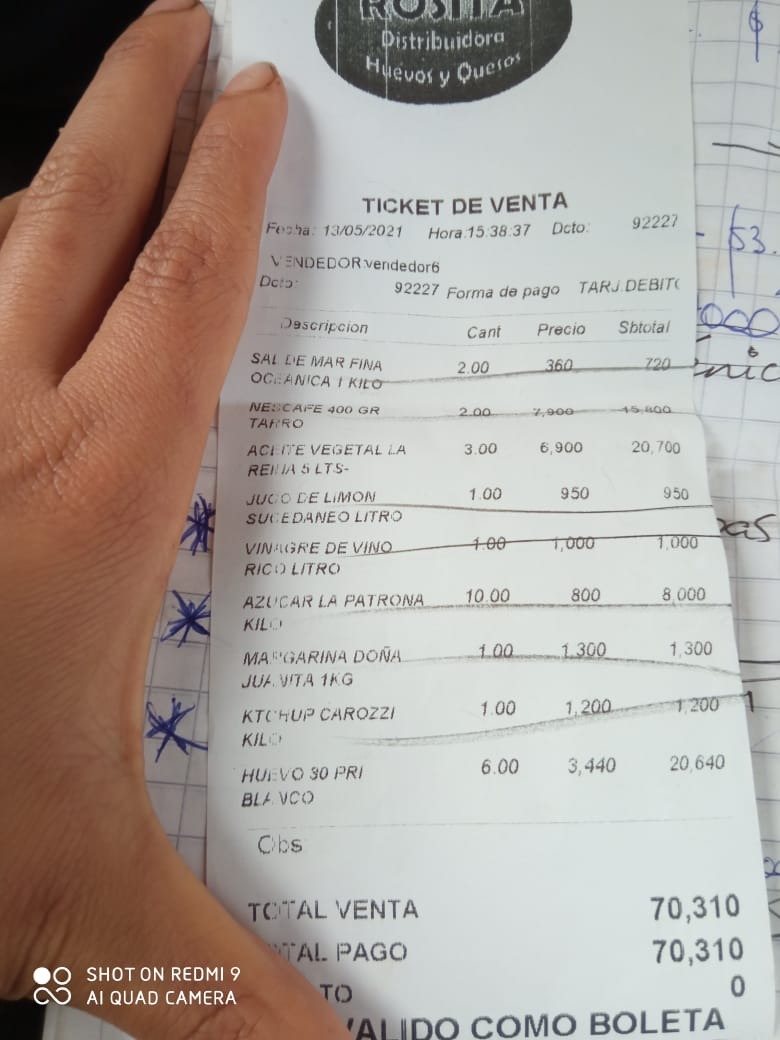 ROSITA
Distribuidora
Huevos y Quesos
TICKET DE VENTA
Fecha: 13/05/2021 Hora:15:38:37 Dcto: 92227
VENDEDOR:vendedor6
Dcto: 92227 Forma de pago TARJ.DEBITO
Descripcion Cant Precio Sbtotal
SAL DE MAR FINA 2.00 360 720
OCEANICA 1 KILO
NESCAFE 400 GR 2.00 7,900 15,800
TARRO
ACEITE VEGETAL LA 3.00 6,900 20,700
REINA 5 LTS-
JUGO DE LIMON 1.00 950 950
SUCEDANEO LITRO
VINAGRE DE VINO 1.00 1,000 1,000
RICO LITRO
AZUCAR LA PATRONA 10.00 800 8,000
KILO
MARGARINA DOÑA 1.00 1,300 1,300
JUANITA 1KG
KTCHUP CAROZZI 1.00 1,200 1,200
KILO
HUEVO 30 PRI 6.00 3,440 20,640
BLANCO
Obs
TOTAL VENTA 70,310
TOTAL PAGO 70,310
TO 0
VALIDO COMO BOLETA
$
$3.
000
SHOT ON REDMI 9
AI QUAD CAMERA